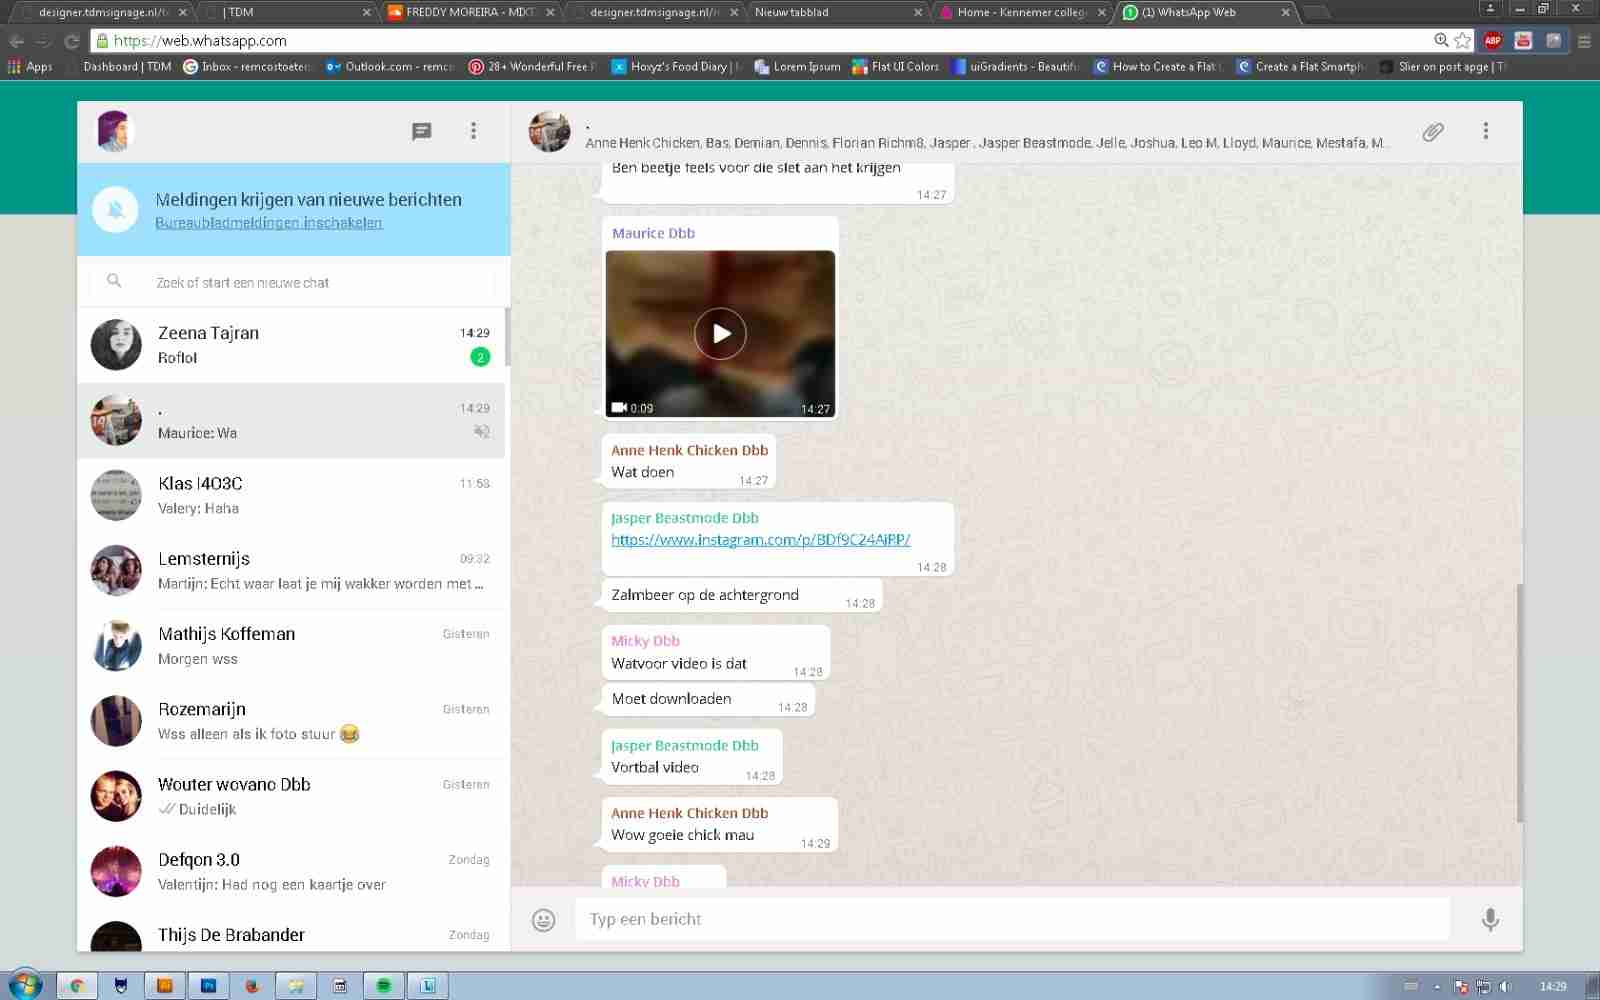 designer.tdmsignage.nl/t
| TDM
FREDDY MOREIRA - MIXT
designer.tdmsignage.nl/r
Nieuw tabblad
Home - Kennemer colleg
(1) WhatsApp Web
https://web.whatsapp.com
ABP
Apps
Dashboard | TDM
Inbox - remcostoeten
Outlook.com - remc
28+ Wonderful Free F
Hoxyz's Food Diary |
Lorem Ipsum
Flat UI Colors
uiGradients - Beautifu
How to Create a Flat
Create a Flat Smartph
Slier on post apge | T
Meldingen krijgen van nieuwe berichten
Bureaubladmeldingen inschakelen
Zoek of start een nieuwe chat
Zeena Tajran
14:29
Roflol
2
.
14:29
Maurice: Wa
Klas I4O3C
11:53
Valery: Haha
Lemsternijs
09:32
Martijn: Echt waar laat je mij wakker worden met ...
Mathijs Koffeman
Gisteren
Morgen wss
Rozemarijn
Gisteren
Wss alleen als ik foto stuur 😂
Wouter wovano Dbb
Gisteren
Duidelijk
Defqon 3.0
Zondag
Valentijn: Had nog een kaartje over
Thijs De Brabander
Zondag
.
Anne Henk Chicken, Bas, Demian, Dennis, Florian Richm8, Jasper , Jasper Beastmode, Jelle, Joshua, Leo M, Lloyd, Maurice, Mestafa, M...
Ben beetje feels voor die slet aan het krijgen
14:27
Maurice Dbb
0:09
14:27
Anne Henk Chicken Dbb
Wat doen
14:27
Jasper Beastmode Dbb
https://www.instagram.com/p/BDf9C24AiPP/
14:28
Zalmbeer op de achtergrond
14:28
Micky Dbb
Watvoor video is dat
14:28
Moet downloaden
14:28
Jasper Beastmode Dbb
Vortbal video
14:28
Anne Henk Chicken Dbb
Wow goeie chick mau
14:29
Micky Dbb
Typ een bericht
14:29